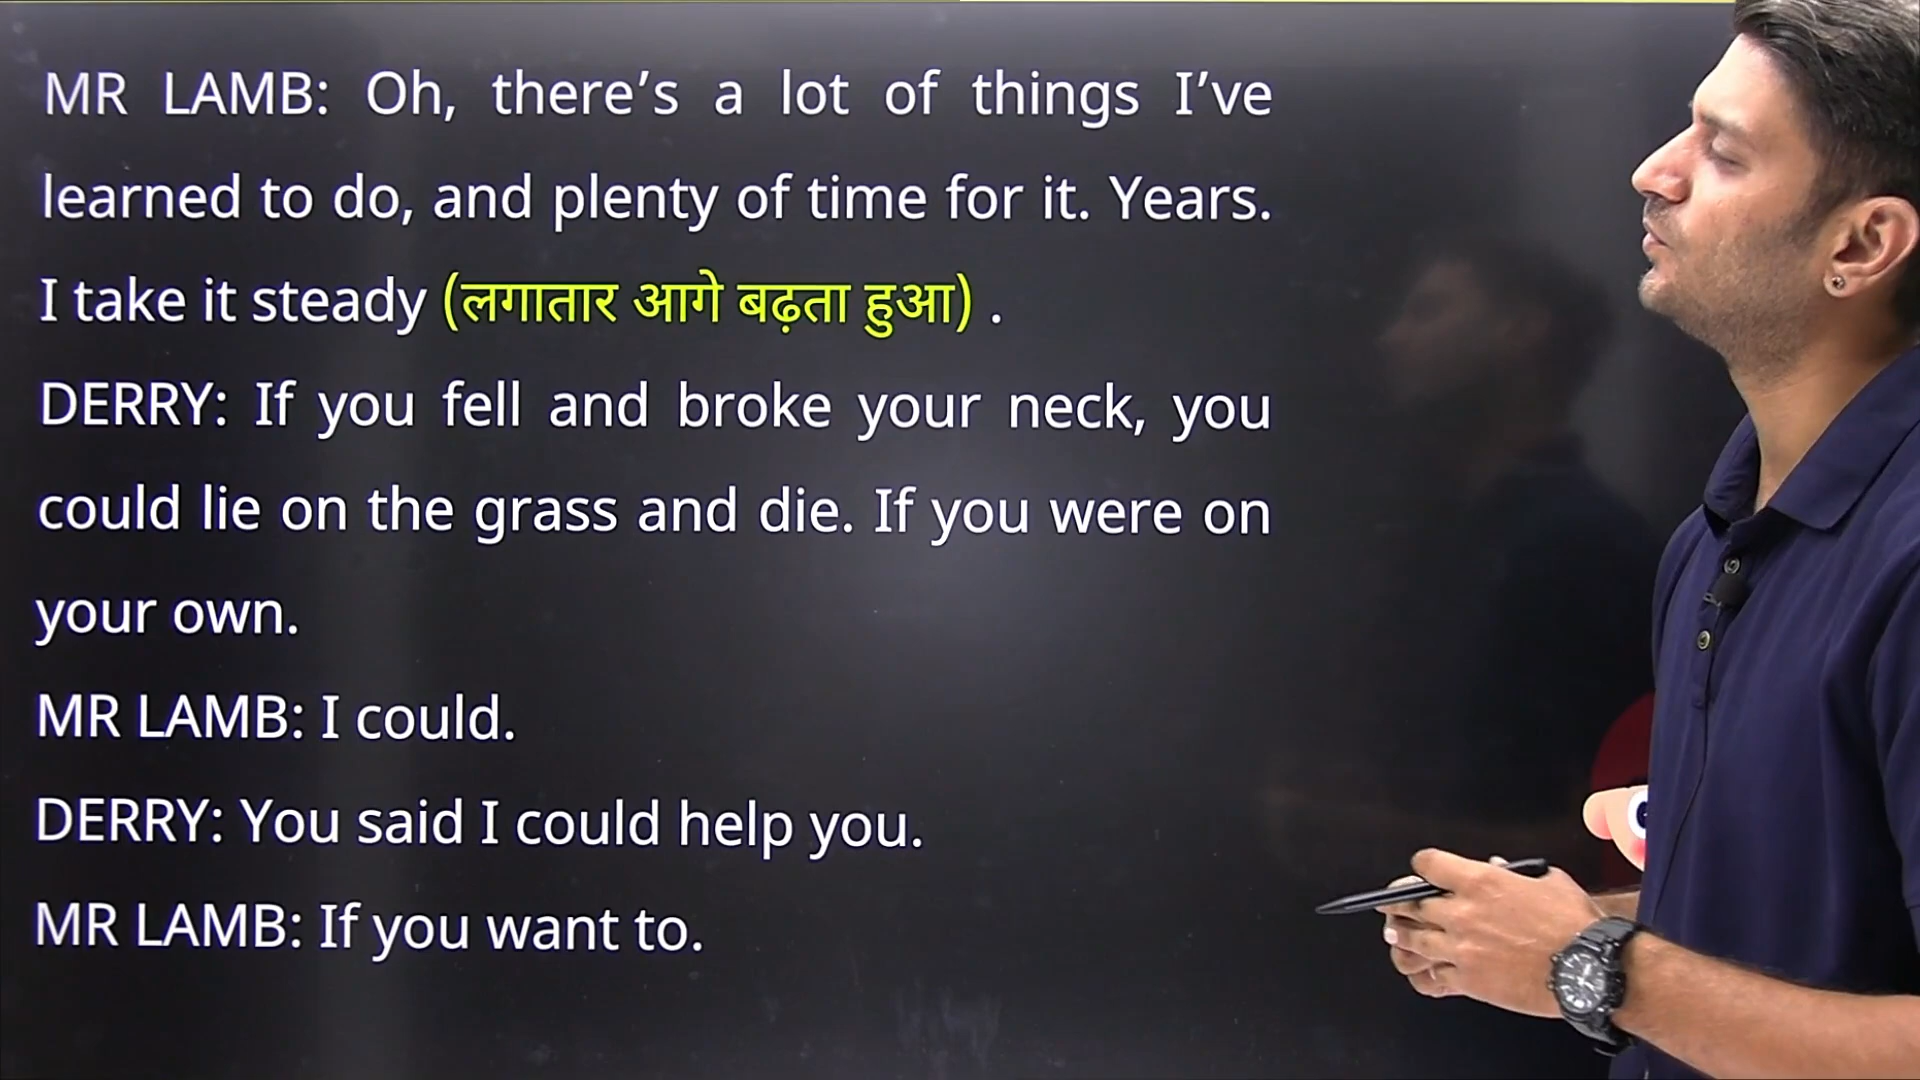 MR LAMB: Oh, there’s a lot of things I’ve
learned to do, and plenty of time for it. Years.
I take it steady (लगातार आगे बढ़ता हुआ) .
DERRY: If you fell and broke your neck, you
could lie on the grass and die. If you were on
your own.
MR LAMB: I could.
DERRY: You said I could help you.
MR LAMB: If you want to.